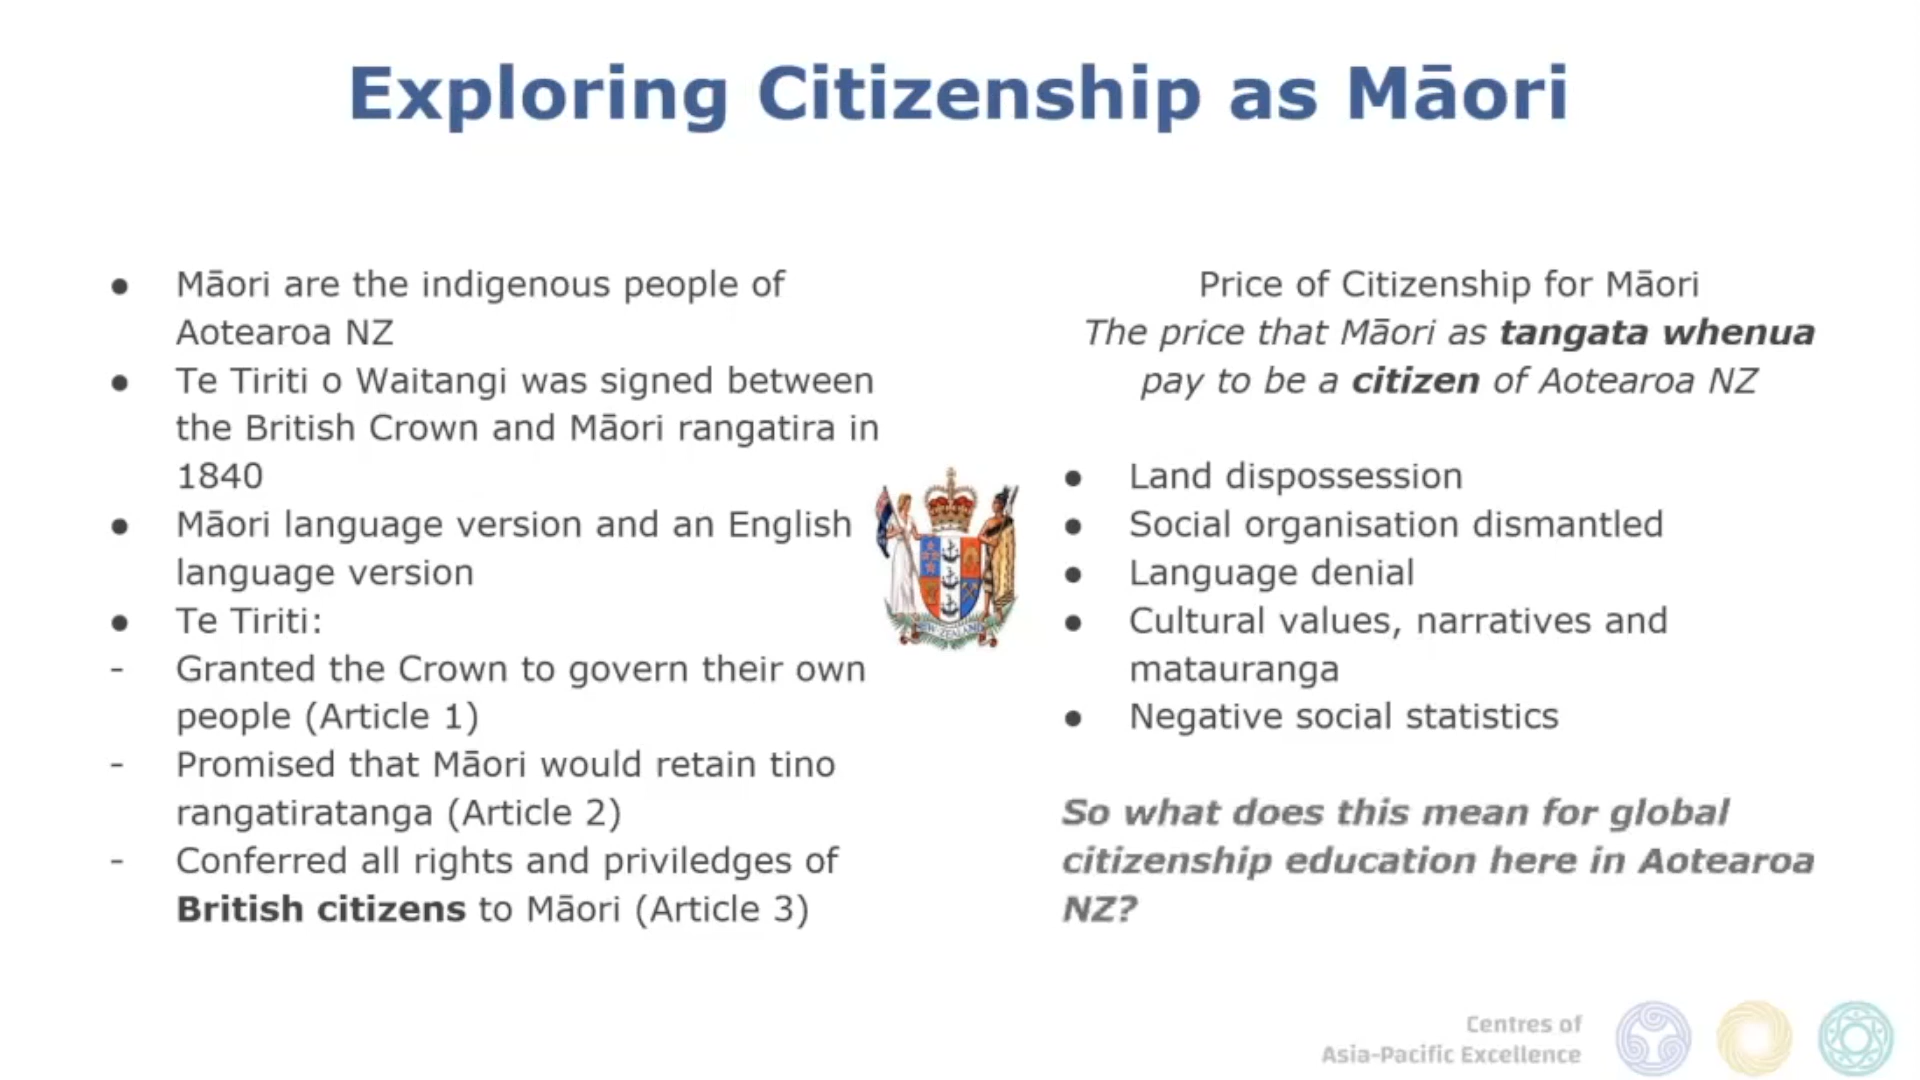 Exploring Citizenship as Māori
● Māori are the indigenous people of
Aotearoa NZ
● Te Tiriti o Waitangi was signed between
the British Crown and Māori rangatira in
1840
● Māori language version and an English
language version
● Te Tiriti:
- Granted the Crown to govern their own
people (Article 1)
- Promised that Māori would retain tino
rangatiratanga (Article 2)
- Conferred all rights and priviledges of
British citizens to Māori (Article 3)
NEW ZEALAND
Price of Citizenship for Māori
The price that Māori as tangata whenua
pay to be a citizen of Aotearoa NZ
● Land dispossession
● Social organisation dismantled
● Language denial
● Cultural values, narratives and
matauranga
● Negative social statistics
So what does this mean for global
citizenship education here in Aotearoa
NZ?
Centres of
Asia-Pacific Excellence